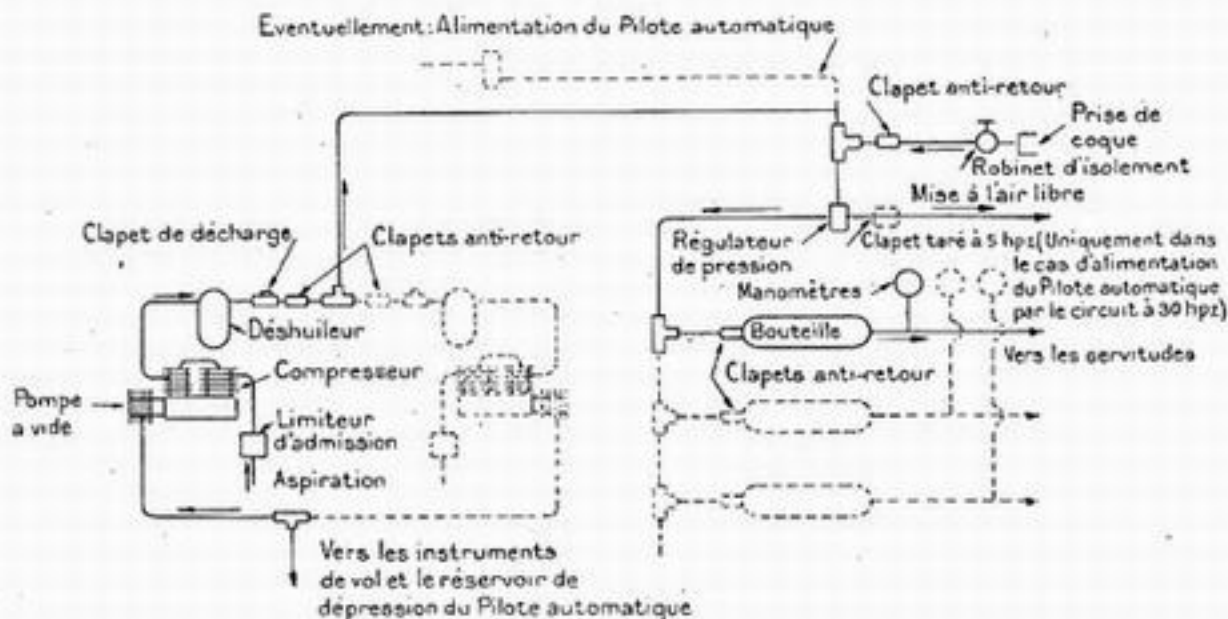 Eventuellement: Alimentation du Pilote automatique
Clapet anti-retour
Prise de
coque
Robinet d'isolement
Mise à l'air libre
Clapet de décharge
Clapets anti-retour
Régulateur
de pression
Clapet taré à 5 hpz (Uniquement dans
le cas d'alimentation
du Pilote automatique
par le circuit à 30 hpz)
Manomètres
Déshuileur
Bouteille
Vers les servitudes
Compresseur
Clapets anti-retour
Pompe
a vide
Limiteur
d'admission
Aspiration
Vers les instruments
de vol et le réservoir de
dépression du Pilote automatique